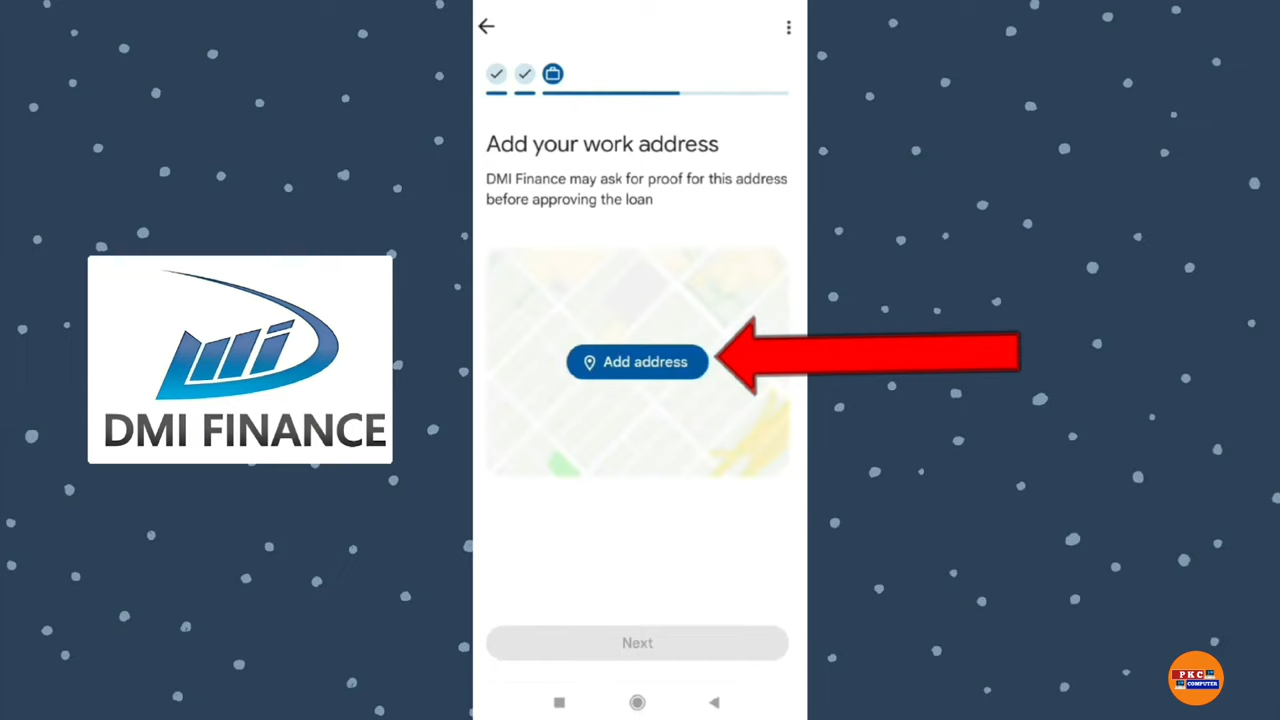 Add your work address
DMI Finance may ask for proof for this address
before approving the loan
DMI FINANCE
Add address
Next
PKC
COMPUTER